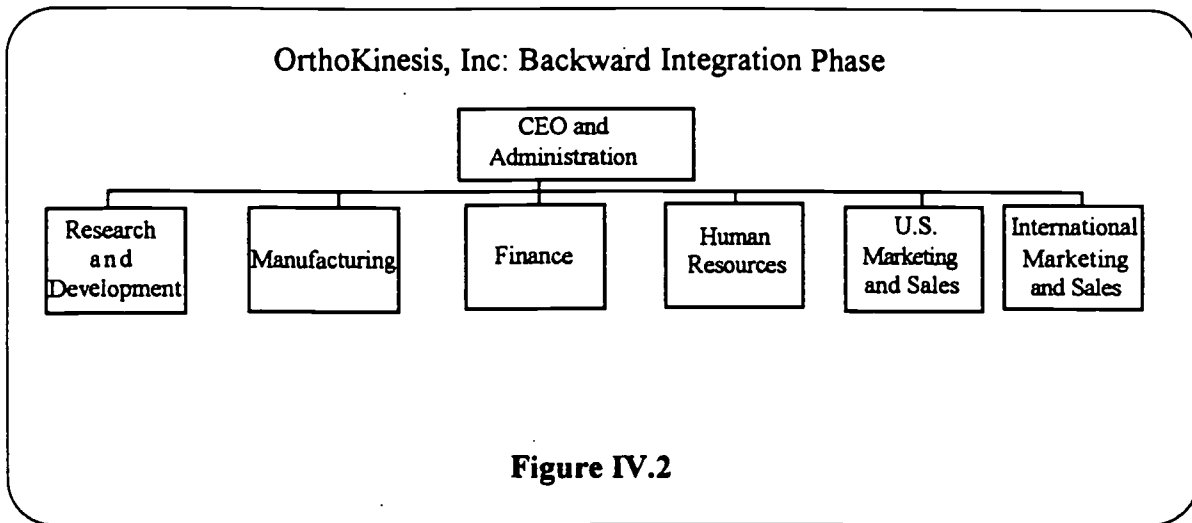 OrthoKinesis, Inc: Backward Integration Phase
CEO and
Administration
Research
and
Development
Manufacturing
Finance
Human
Resources
U.S.
Marketing
and Sales
International
Marketing
and Sales
Figure IV.2